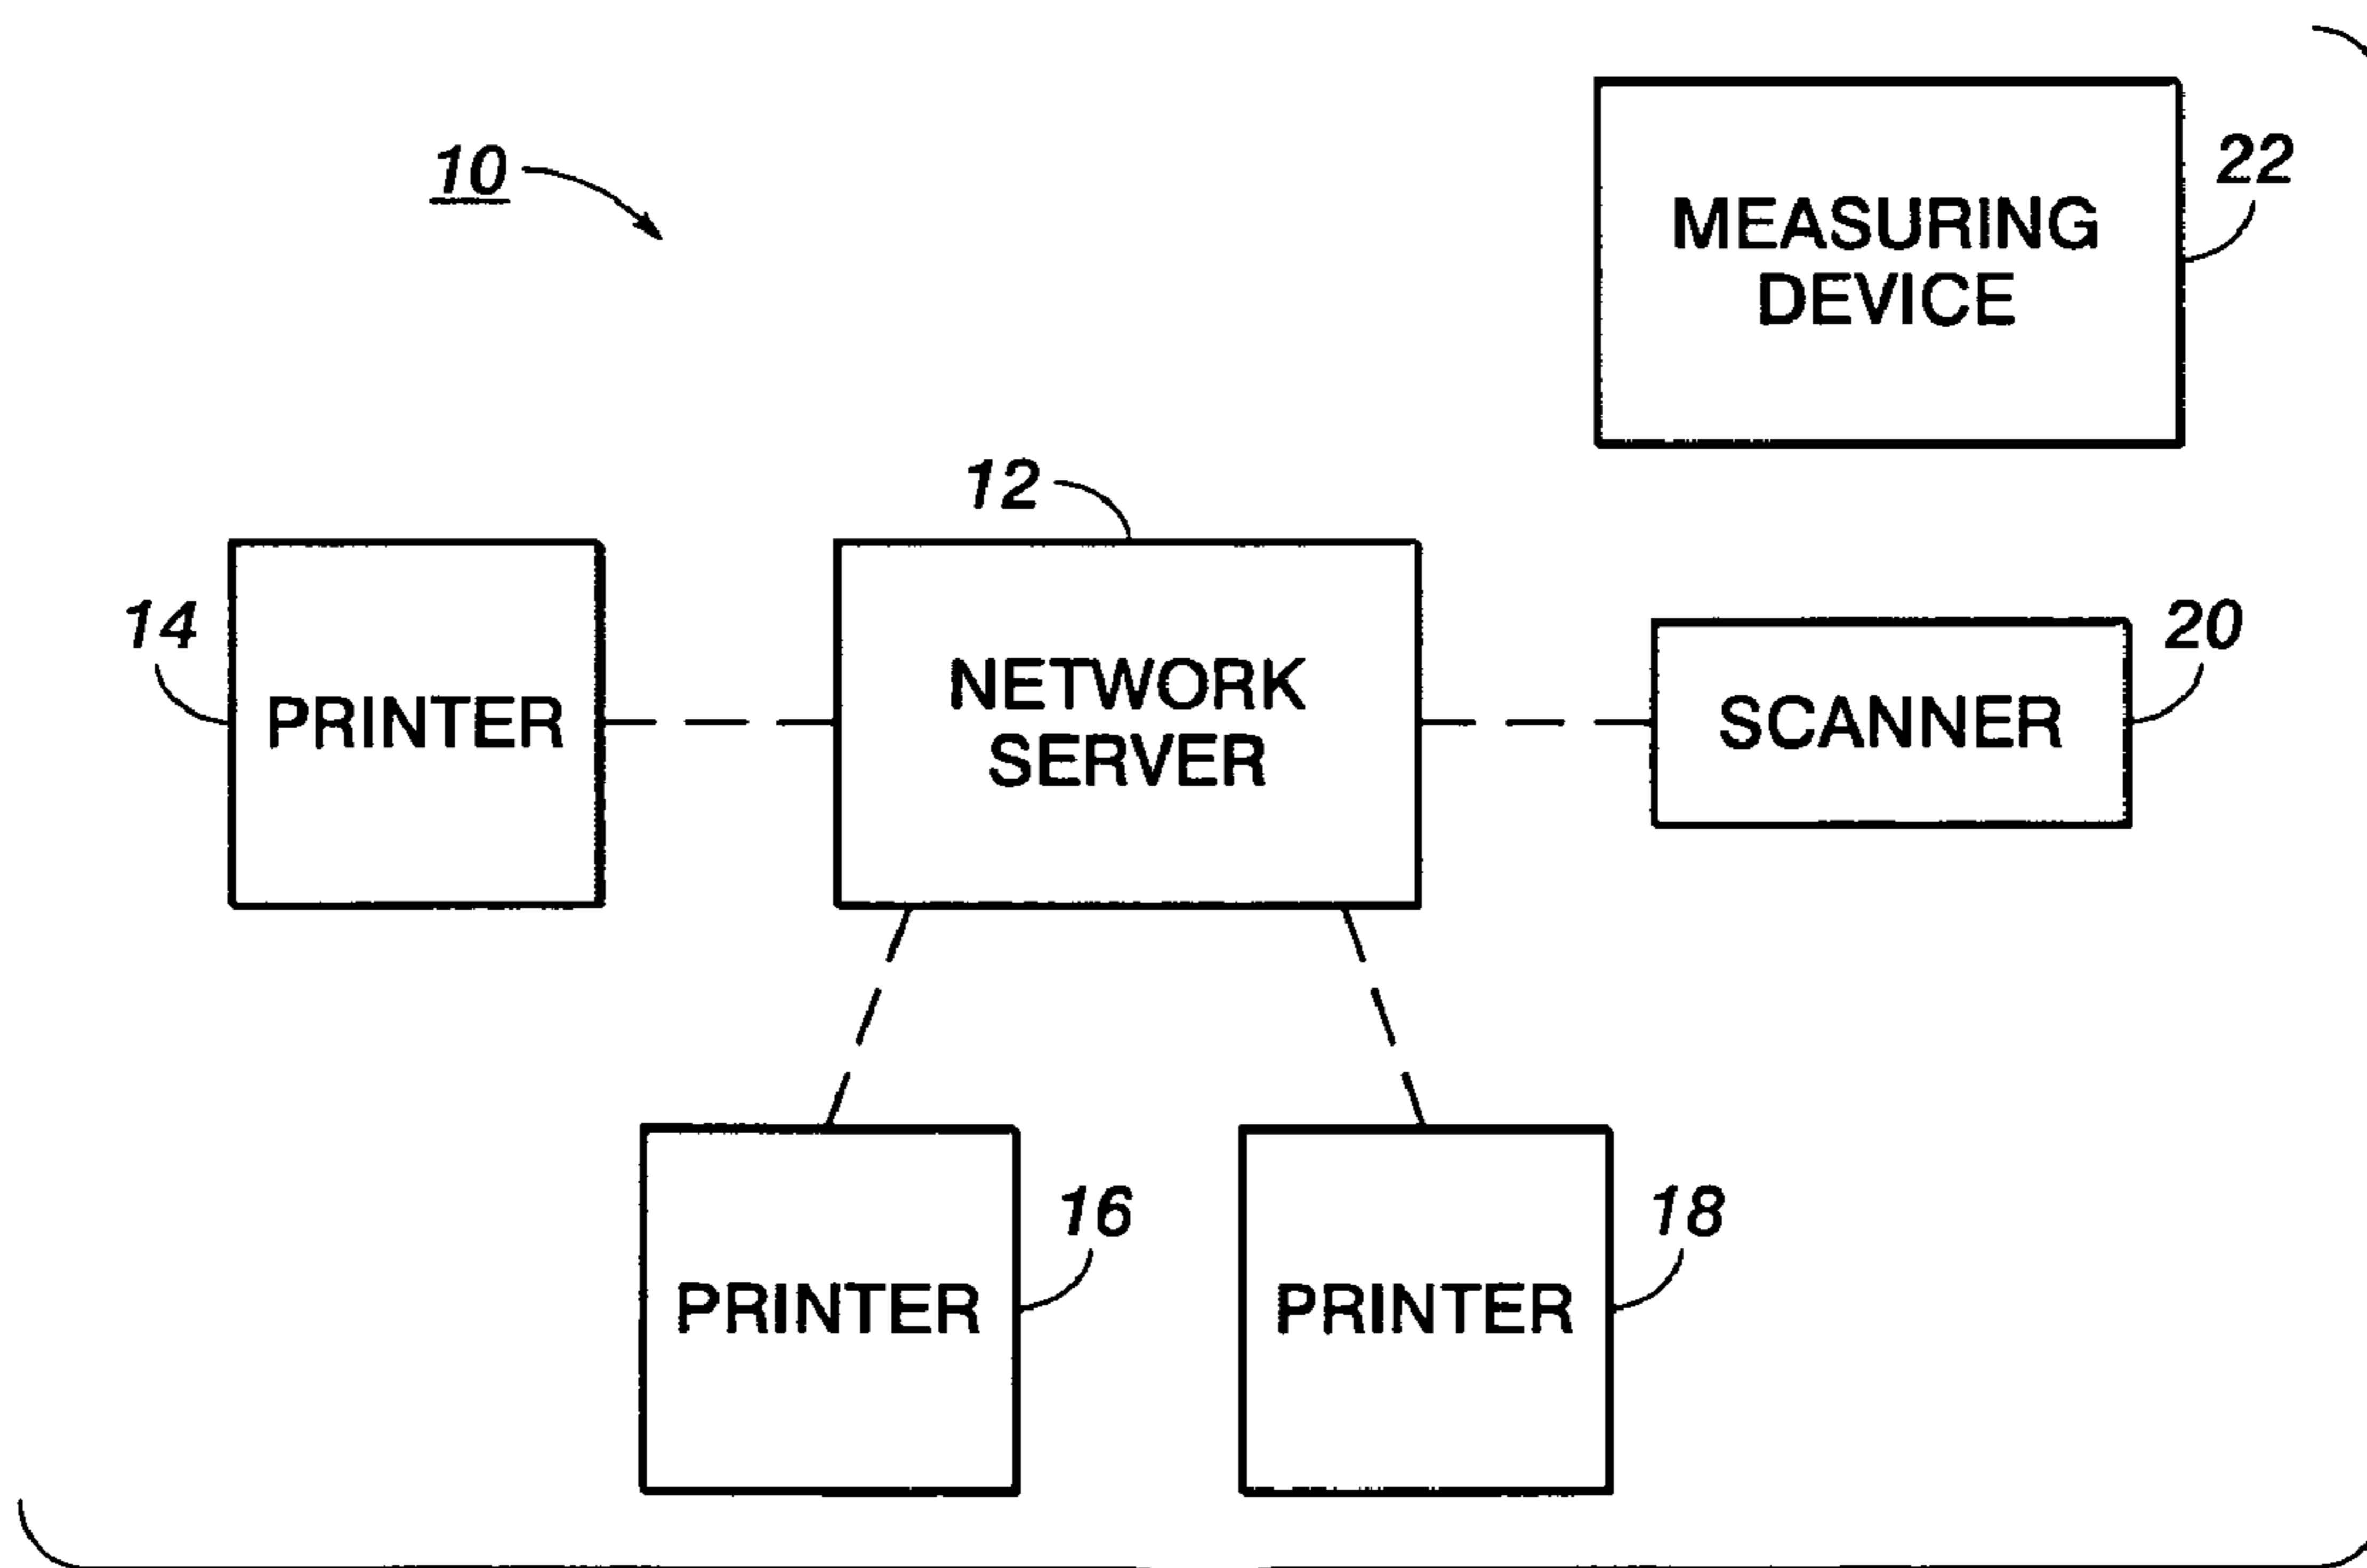 10
MEASURING
DEVICE
22
12
14
PRINTER
NETWORK
SERVER
SCANNER
20
PRINTER
16
PRINTER
18